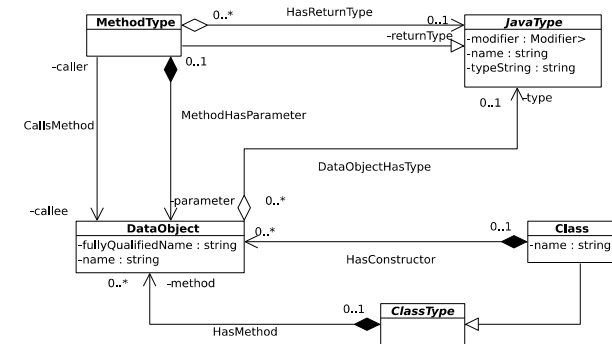 HasReturnType
MethodType
0..*
0..1
JavaType
-returnType
-modifier : Modifier>
-name : string
-typeString : string
-caller
0..1
0..1
-type
CallsMethod
MethodHasParameter
DataObjectHasType
-parameter
0..*
-callee
DataObject
0..1
Class
-fullyQualifiedName : string
0..*
-name : string
-name : string
HasConstructor
0..*
-method
0..1
ClassType
HasMethod